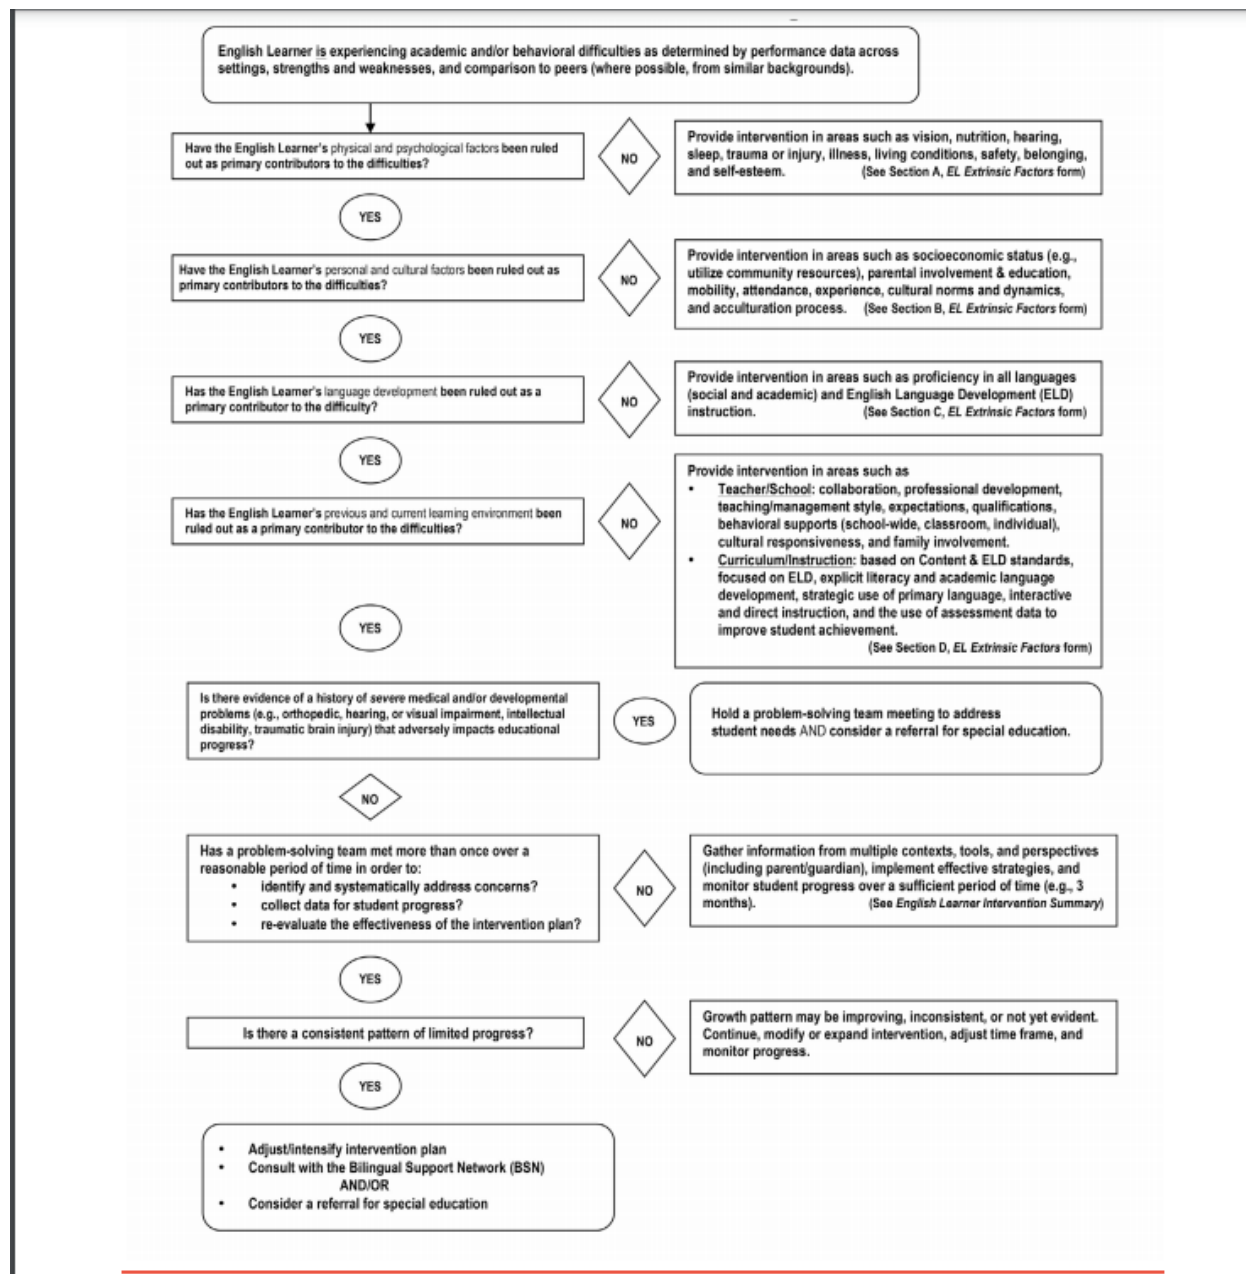 English Learner is experiencing academic and/or behavioral difficulties as determined by performance data across
settings, strengths and weaknesses, and comparison to peers (where possible, from similar backgrounds).
Have the English Learner's physical and psychological factors been ruled
out as primary contributors to the difficulties?
NO
Provide intervention in areas such as vision, nutrition, hearing,
sleep, trauma or injury, illness, living conditions, safety, belonging,
and self-esteem. (See Section A, EL Extrinsic Factors form)
YES
Have the English Learner's personal and cultural factors been ruled out as
primary contributors to the difficulties?
NO
Provide intervention in areas such as socioeconomic status (e.g.,
utilize community resources), parental involvement & education,
mobility, attendance, experience, cultural norms and dynamics,
and acculturation process. (See Section B, EL Extrinsic Factors form)
YES
Has the English Learner's language development been ruled out as a
primary contributor to the difficulty?
NO
Provide intervention in areas such as proficiency in all languages
(social and academic) and English Language Development (ELD)
instruction. (See Section C, EL Extrinsic Factors form)
YES
Has the English Learner's previous and current learning environment been
ruled out as a primary contributor to the difficulties?
NO
Provide intervention in areas such as
• Teacher/School: collaboration, professional development,
teaching/management style, expectations, qualifications,
behavioral supports (school-wide, classroom, individual),
cultural responsiveness, and family involvement.
• Curriculum/Instruction: based on Content & ELD standards,
focused on ELD, explicit literacy and academic language
development, strategic use of primary language, interactive
and direct instruction, and the use of assessment data to
improve student achievement.
(See Section D, EL Extrinsic Factors form)
YES
Is there evidence of a history of severe medical and/or developmental
problems (e.g., orthopedic, hearing, or visual impairment, intellectual
disability, traumatic brain injury) that adversely impacts educational
progress?
YES
Hold a problem-solving team meeting to address
student needs AND consider a referral for special education.
NO
Has a problem-solving team met more than once over a
reasonable period of time in order to:
• identify and systematically address concerns?
• collect data for student progress?
• re-evaluate the effectiveness of the intervention plan?
NO
Gather information from multiple contexts, tools, and perspectives
(including parent/guardian), implement effective strategies, and
monitor student progress over a sufficient period of time (e.g., 3
months). (See English Learner Intervention Summary)
YES
Is there a consistent pattern of limited progress?
NO
Growth pattern may be improving, inconsistent, or not yet evident.
Continue, modify or expand intervention, adjust time frame, and
monitor progress.
YES
• Adjust/intensify intervention plan
• Consult with the Bilingual Support Network (BSN)
AND/OR
• Consider a referral for special education